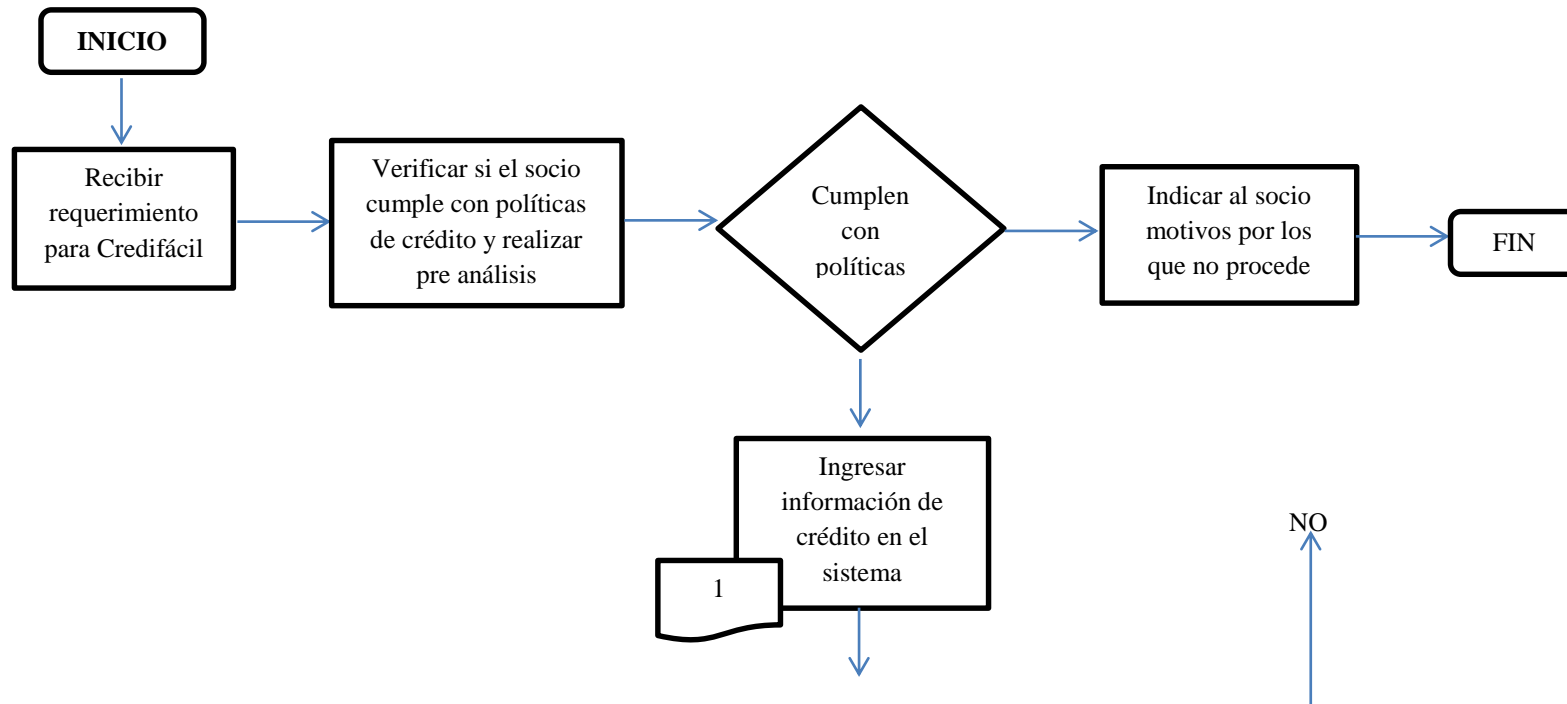 INICIO
Recibir
requerimiento
para Credifácil
Verificar si el socio
cumple con políticas
de crédito y realizar
pre análisis
Cumplen
con
políticas
Indicar al socio
motivos por los
que no procede
FIN
Ingresar
información de
crédito en el
sistema
1
NO